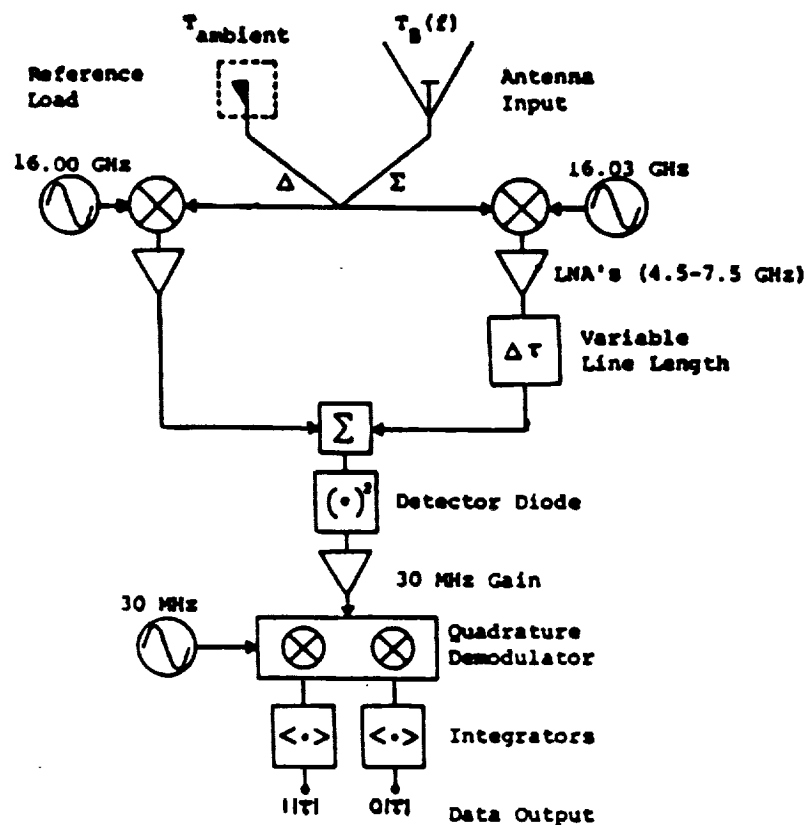 T ambient
T B (f)
Reference
Load
Antenna
Input
16.00 GHz
Δ
Σ
16.03 GHz
LNA's (4.5-7.5 GHz)
Δτ
Variable
Line Length
Σ
(•)²
Detector Diode
30 MHz Gain
30 MHz
Quadrature
Demodulator
<•>
<•>
Integrators
I(τ)
Q(τ)
Data Output